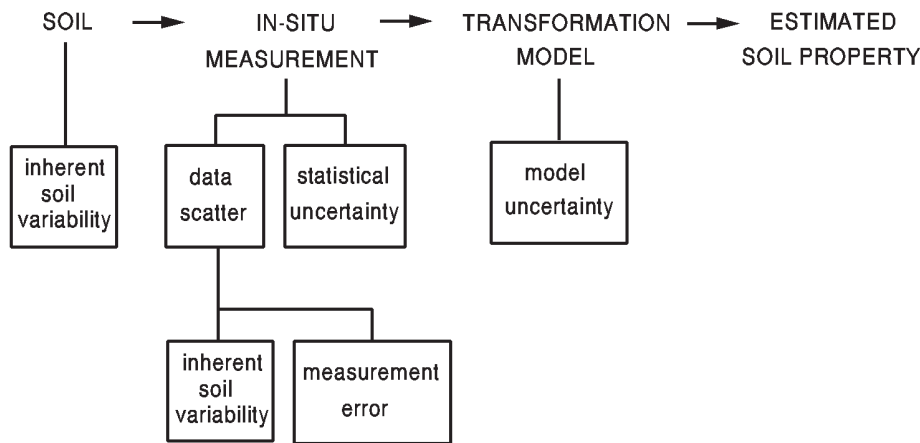 SOIL
IN-SITU
MEASUREMENT
TRANSFORMATION
MODEL
ESTIMATED
SOIL PROPERTY
inherent
soil
variability
data
scatter
statistical
uncertainty
model
uncertainty
inherent
soil
variability
measurement
error